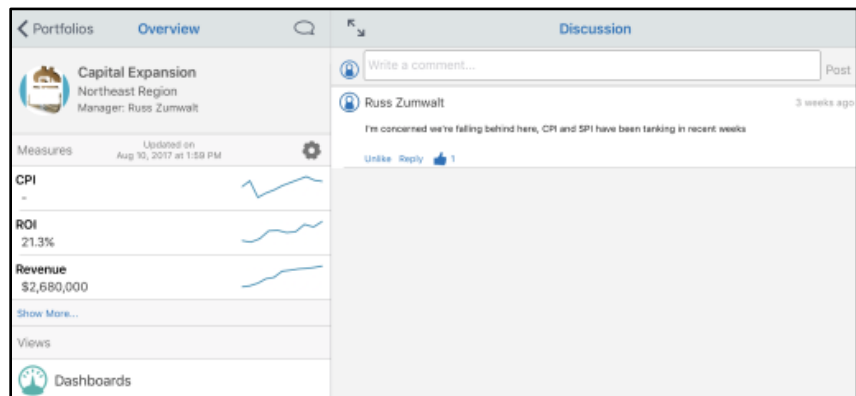 Portfolios
Overview
Capital Expansion
Northeast Region
Manager: Russ Zumwalt
Measures
Updated on
Aug 10, 2017 at 1:59 PM
CPI
-
ROI
21.3%
Revenue
$2,680,000
Show More...
Views
Dashboards
Discussion
Write a comment...
Post
Russ Zumwalt
3 weeks ago
I'm concerned we're falling behind here, CPI and SPI have been tanking in recent weeks
Unlike Reply 1